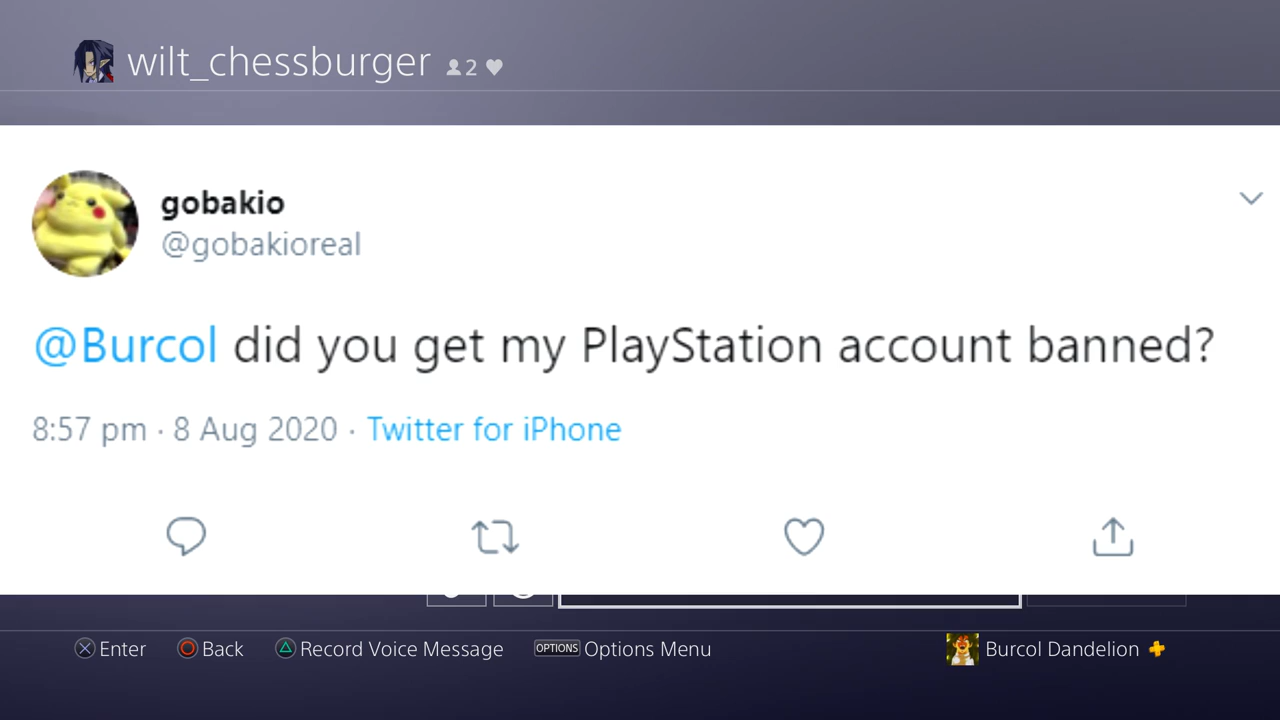 wilt_chessburger 2
gobakio
@gobakioreal
@Burcol did you get my PlayStation account banned?
8:57 pm · 8 Aug 2020 · Twitter for iPhone
Enter Back Record Voice Message OPTIONS Options Menu Burcol Dandelion